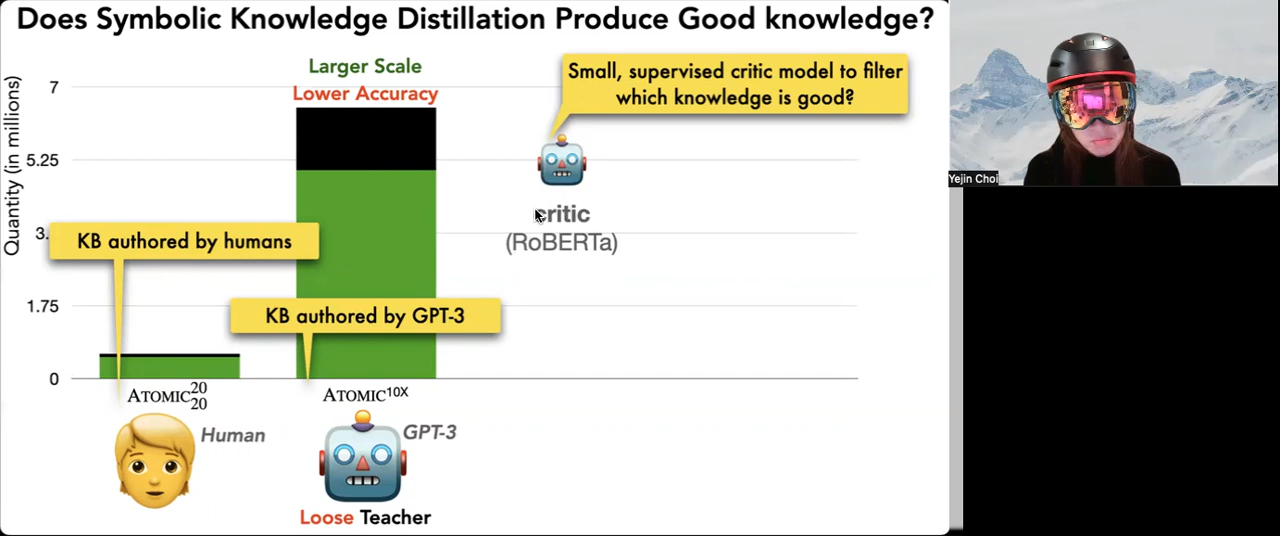 Does Symbolic Knowledge Distillation Produce Good knowledge?
Quantity (in millions)
7
5.25
3.
1.75
0
Larger Scale
Lower Accuracy
Small, supervised critic model to filter
which knowledge is good?
critic
(RoBERTa)
KB authored by humans
KB authored by GPT-3
ATOMIC20
20
Human
ATOMIC10X
GPT-3
Loose Teacher
Yejin Choi